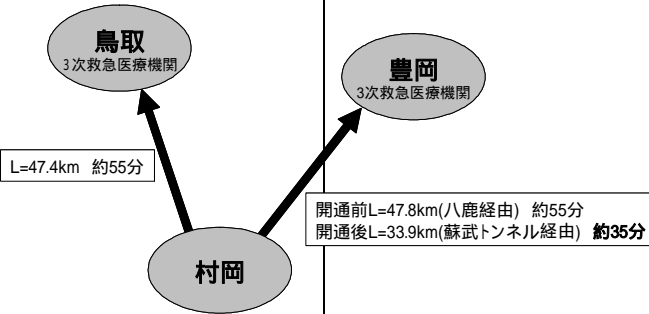 鳥取
3次救急医療機関
豊岡
3次救急医療機関
L=47.4km 約55分
開通前L=47.8km(八鹿経由) 約55分
開通後L=33.9km(蘇武トンネル経由) 約35分
村岡